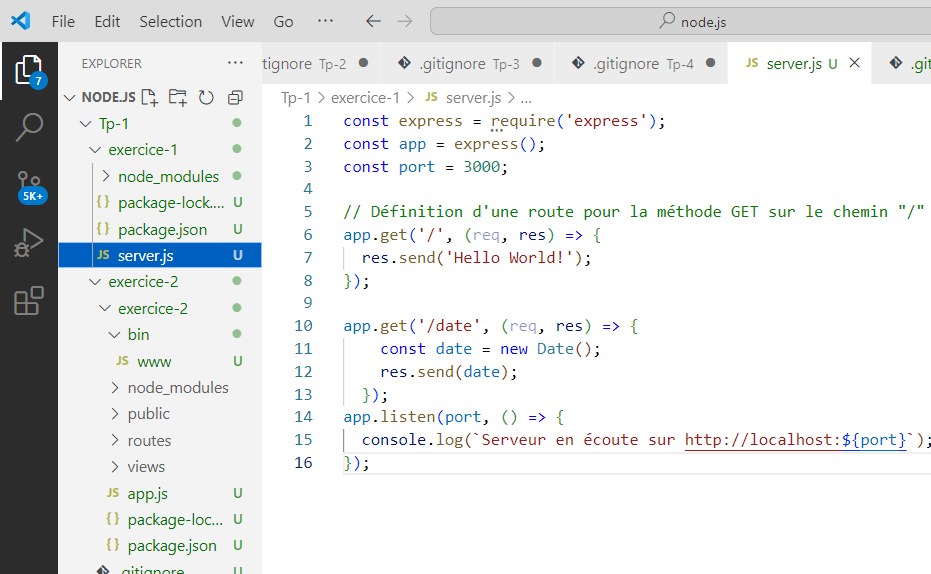 File Edit Selection View Go ··· node.js
7
5K+
EXPLORER ···
NODE.JS
Tp-1
exercice-1
node_modules
{} package-lock.... U
{} package.json U
JS server.js U
exercice-2
exercice-2
bin
JS www U
node_modules
public
routes
views
JS app.js U
{} package-loc... U
{} package.json U
.gitignore U
tignore Tp-2 .gitignore Tp-3 .gitignore Tp-4 JS server.js U .git
Tp-1 > exercice-1 > JS server.js > ...
1 const express = require('express');
2 const app = express();
3 const port = 3000;
4
5 // Définition d'une route pour la méthode GET sur le chemin "/"
6 app.get('/', (req, res) => {
7 res.send('Hello World!');
8 });
9
10 app.get('/date', (req, res) => {
11 const date = new Date();
12 res.send(date);
13 });
14 app.listen(port, () => {
15 console.log(`Serveur en écoute sur http://localhost:${port}`);
16 });